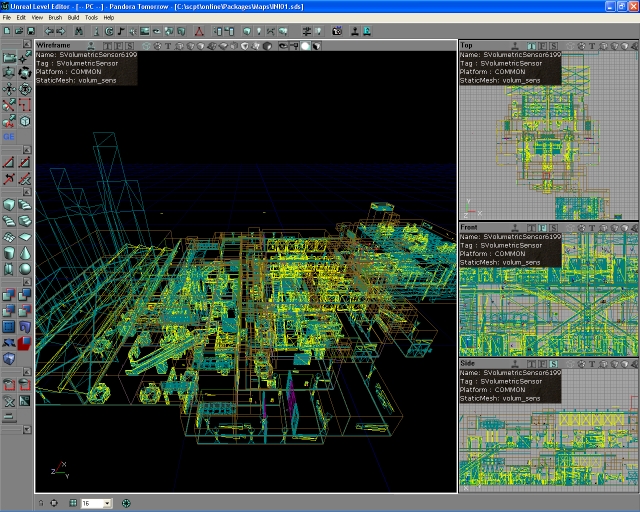 Unreal Level Editor - [-- PC --] - Pandora Tomorrow - [C:\scpt\online\Packages\Maps\INI01.sds]
File Edit View Brush Build Tools Help
Wireframe
Name: SVolumetricSensor6199
Tag : SVolumetricSensor
Platform : COMMON
StaticMesh: volum_sens
Top
Name: SVolumetricSensor6199
Tag : SVolumetricSensor
Platform : COMMON
StaticMesh: volum_sens
Front
Name: SVolumetricSensor6199
Tag : SVolumetricSensor
Platform : COMMON
StaticMesh: volum_sens
Side
Name: SVolumetricSensor6199
Tag : SVolumetricSensor
Platform : COMMON
StaticMesh: volum_sens
GE
Z X
Y
16